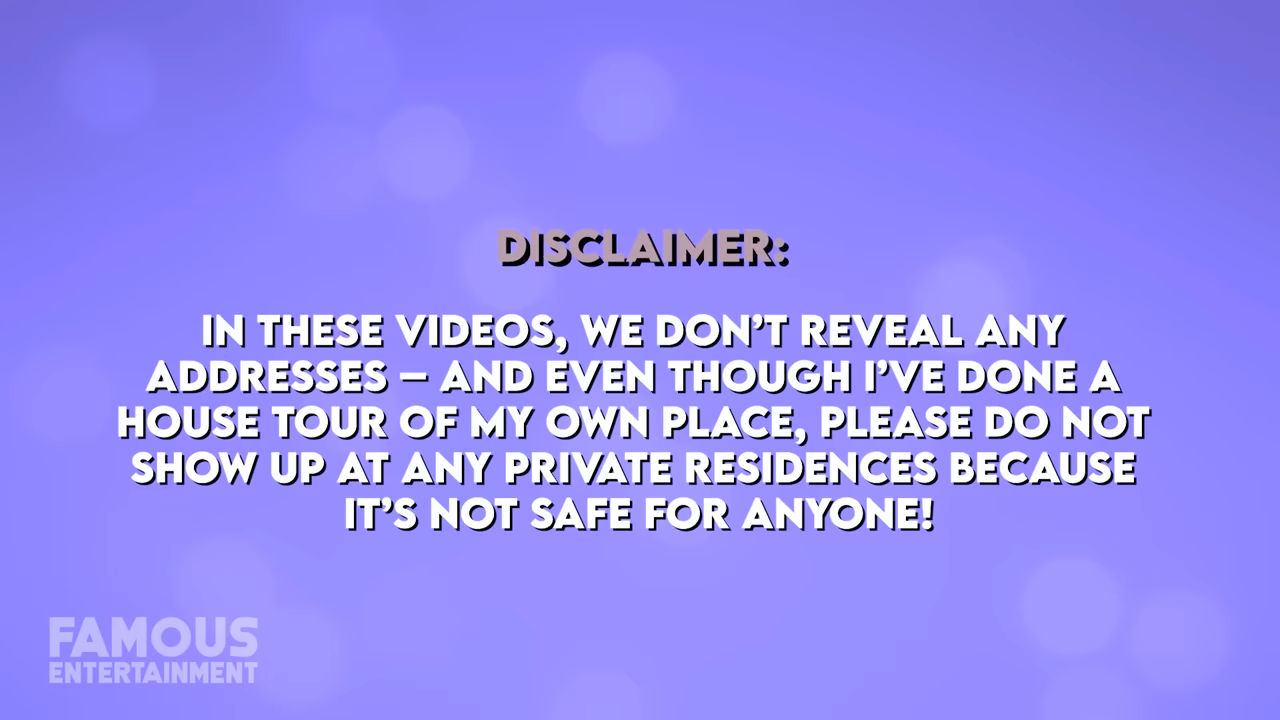 DISCLAIMER:
IN THESE VIDEOS, WE DON'T REVEAL ANY
ADDRESSES – AND EVEN THOUGH I'VE DONE A
HOUSE TOUR OF MY OWN PLACE, PLEASE DO NOT
SHOW UP AT ANY PRIVATE RESIDENCES BECAUSE
IT'S NOT SAFE FOR ANYONE!
FAMOUS
ENTERTAINMENT